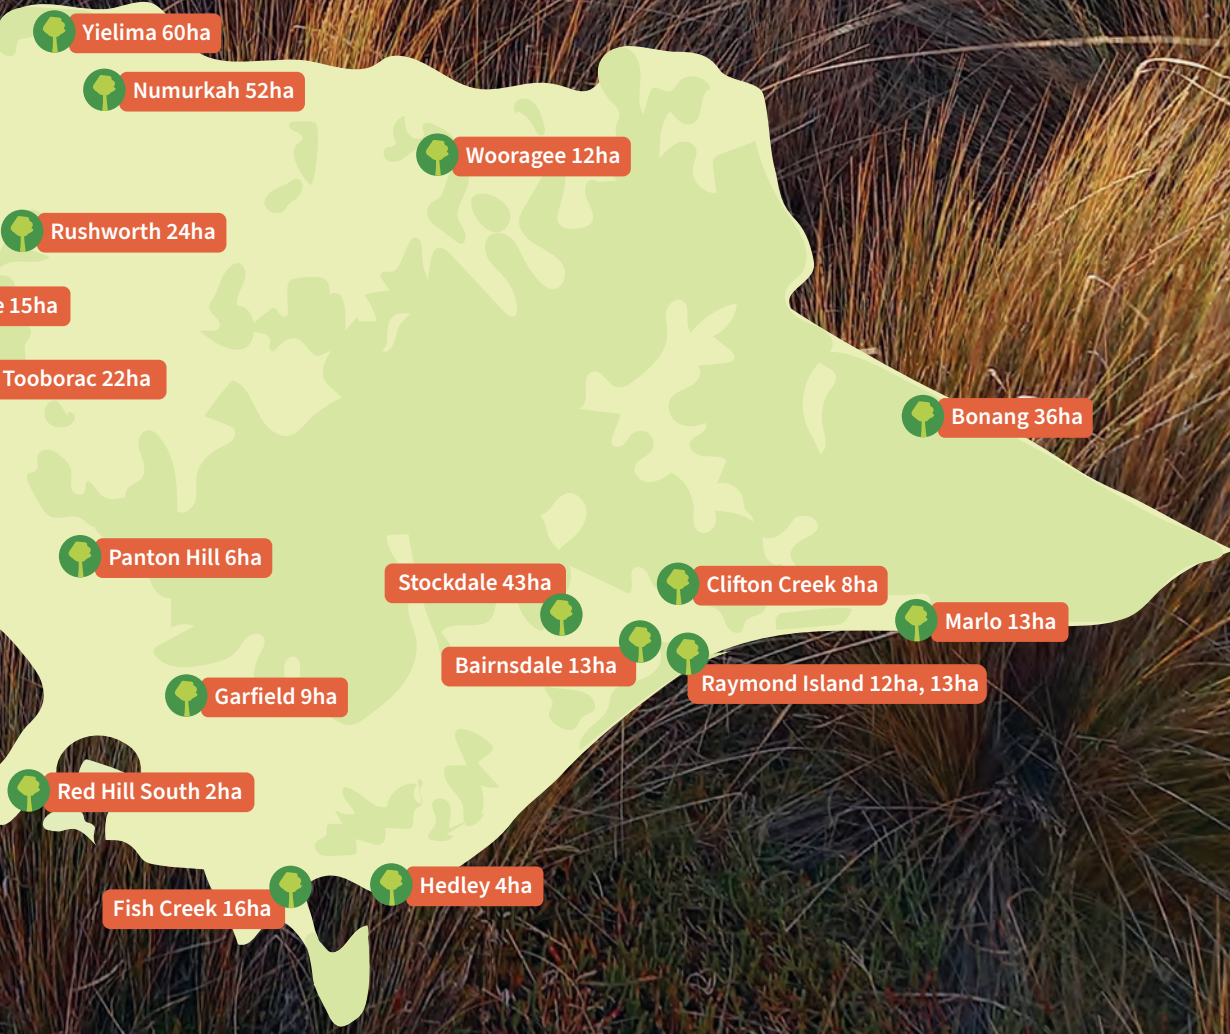 Yielima 60ha
Numurkah 52ha
Wooragee 12ha
Rushworth 24ha
e 15ha
Tooborac 22ha
Bonang 36ha
Panton Hill 6ha
Stockdale 43ha
Clifton Creek 8ha
Marlo 13ha
Bairnsdale 13ha
Raymond Island 12ha, 13ha
Garfield 9ha
Red Hill South 2ha
Hedley 4ha
Fish Creek 16ha